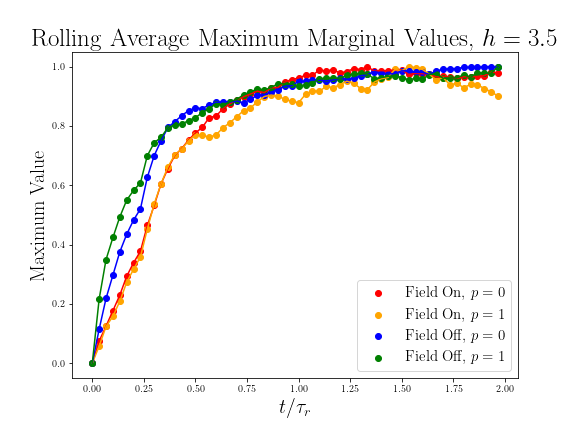 Rolling Average Maximum Marginal Values, h = 3.5
Maximum Value
1.0
0.8
0.6
0.4
0.2
0.0
Field On, p = 0
Field On, p = 1
Field Off, p = 0
Field Off, p = 1
0.00 0.25 0.50 0.75 1.00 1.25 1.50 1.75 2.00
t/τr